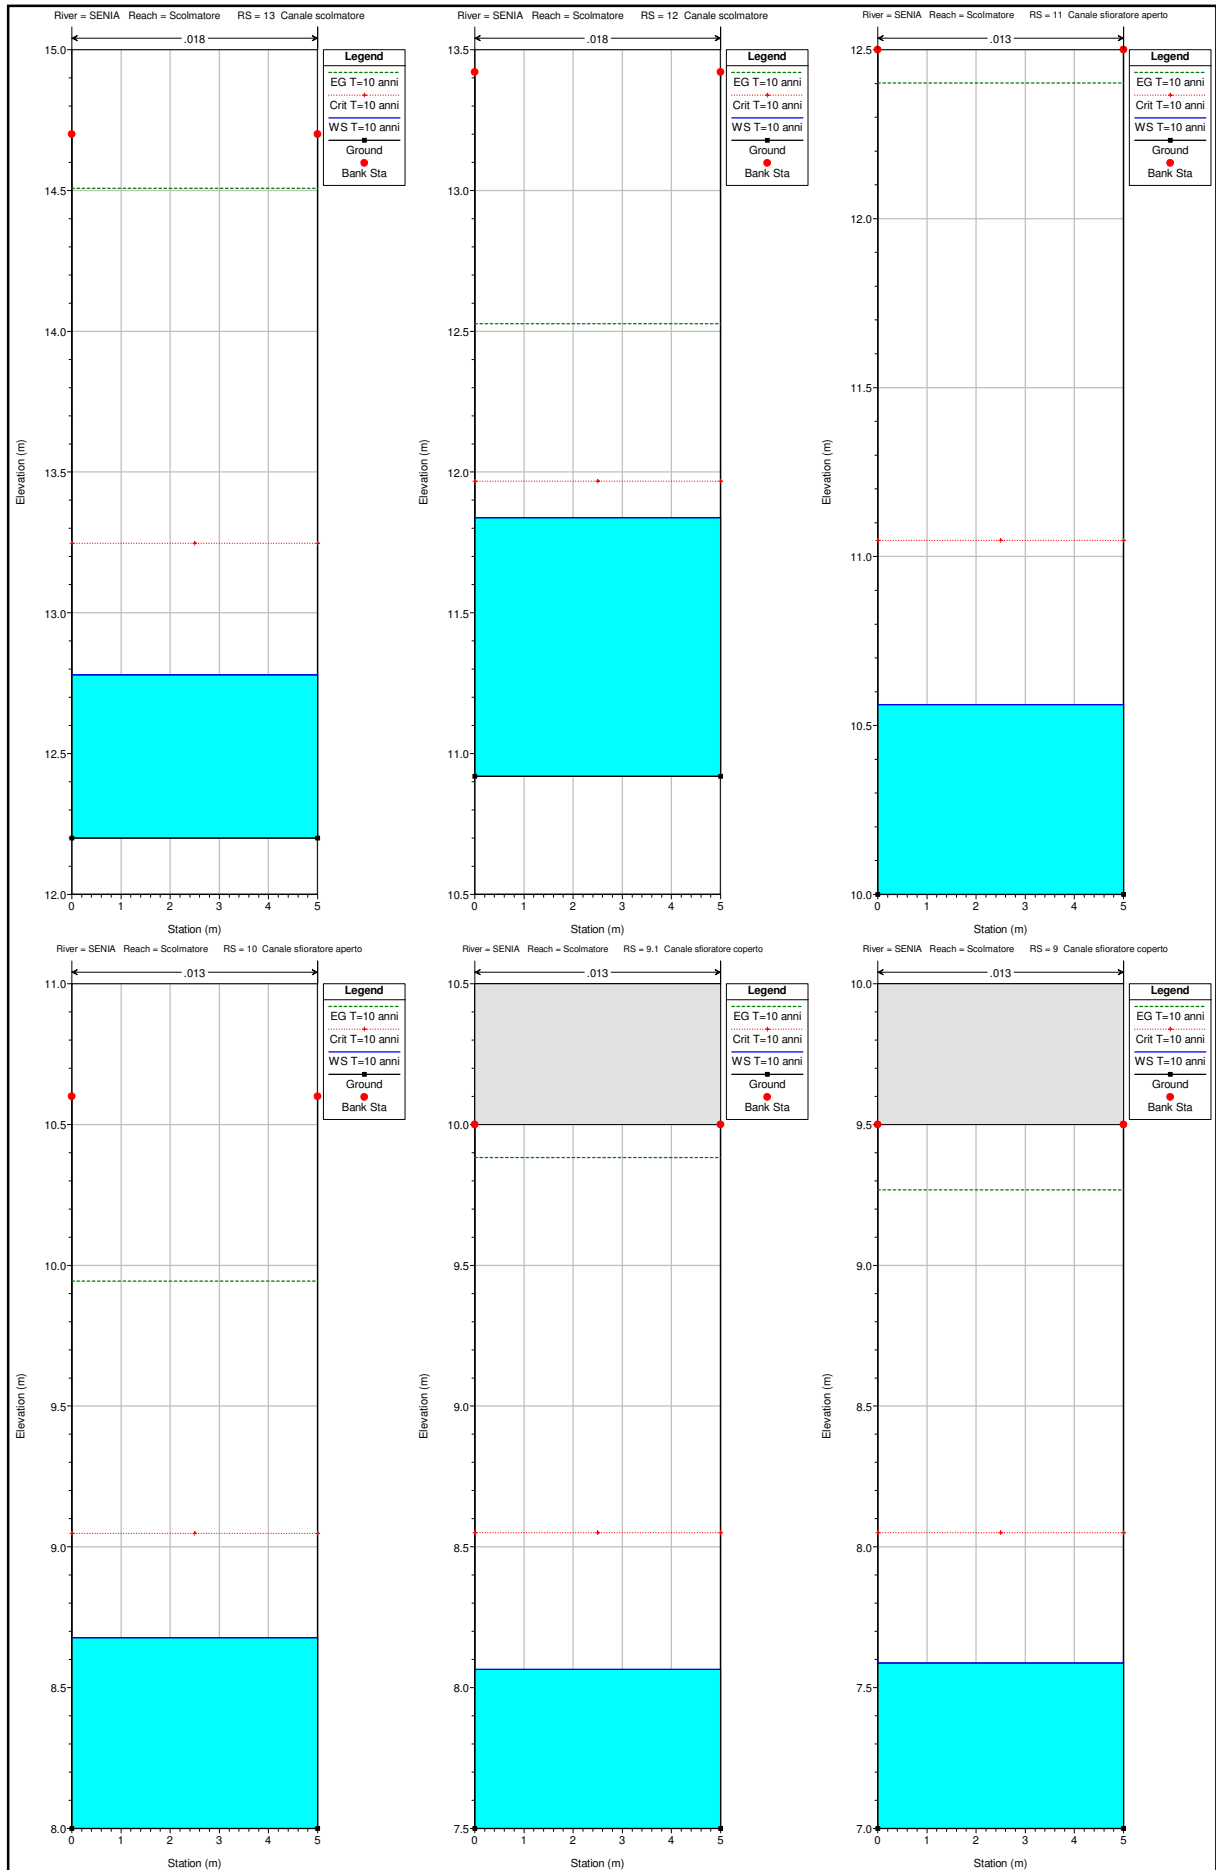 River = SENIA Reach = Scolmatore RS = 13 Canale scolmatore
.018
Legend
EG T=10 anni
Crit T=10 anni
WS T=10 anni
Ground
Bank Sta
15.0
14.5
14.0
13.5
13.0
12.5
12.0
Elevation (m)
0 1 2 3 4 5
Station (m)
River = SENIA Reach = Scolmatore RS = 12 Canale scolmatore
.018
Legend
EG T=10 anni
Crit T=10 anni
WS T=10 anni
Ground
Bank Sta
13.5
13.0
12.5
12.0
11.5
11.0
10.5
Elevation (m)
0 1 2 3 4 5
Station (m)
River = SENIA Reach = Scolmatore RS = 11 Canale sfioratore aperto
.013
Legend
EG T=10 anni
Crit T=10 anni
WS T=10 anni
Ground
Bank Sta
12.5
12.0
11.5
11.0
10.5
10.0
Elevation (m)
0 1 2 3 4 5
Station (m)
River = SENIA Reach = Scolmatore RS = 10 Canale sfioratore aperto
.013
Legend
EG T=10 anni
Crit T=10 anni
WS T=10 anni
Ground
Bank Sta
11.0
10.5
10.0
9.5
9.0
8.5
8.0
Elevation (m)
0 1 2 3 4 5
Station (m)
River = SENIA Reach = Scolmatore RS = 9.1 Canale sfioratore coperto
.013
Legend
EG T=10 anni
Crit T=10 anni
WS T=10 anni
Ground
Bank Sta
10.5
10.0
9.5
9.0
8.5
8.0
7.5
Elevation (m)
0 1 2 3 4 5
Station (m)
River = SENIA Reach = Scolmatore RS = 9 Canale sfioratore coperto
.013
Legend
EG T=10 anni
Crit T=10 anni
WS T=10 anni
Ground
Bank Sta
10.0
9.5
9.0
8.5
8.0
7.5
7.0
Elevation (m)
0 1 2 3 4 5
Station (m)